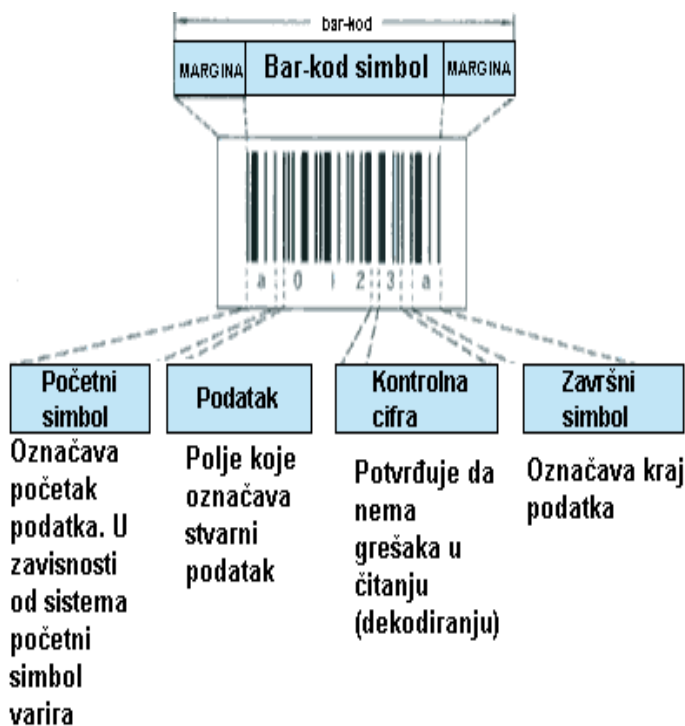 bar-kod
MARGINA Bar-kod simbol MARGINA
a 0 1 2 3 a
Početni
simbol
Označava
početak
podatka. U
zavisnosti
od sistema
početni
simbol
varira
Podatak
Polje koje
označava
stvarni
podatak
Kontrolna
cifra
Potvrđuje da
nema
grešaka u
čitanju
(dekodiranju)
Završni
simbol
Označava kraj
podatka